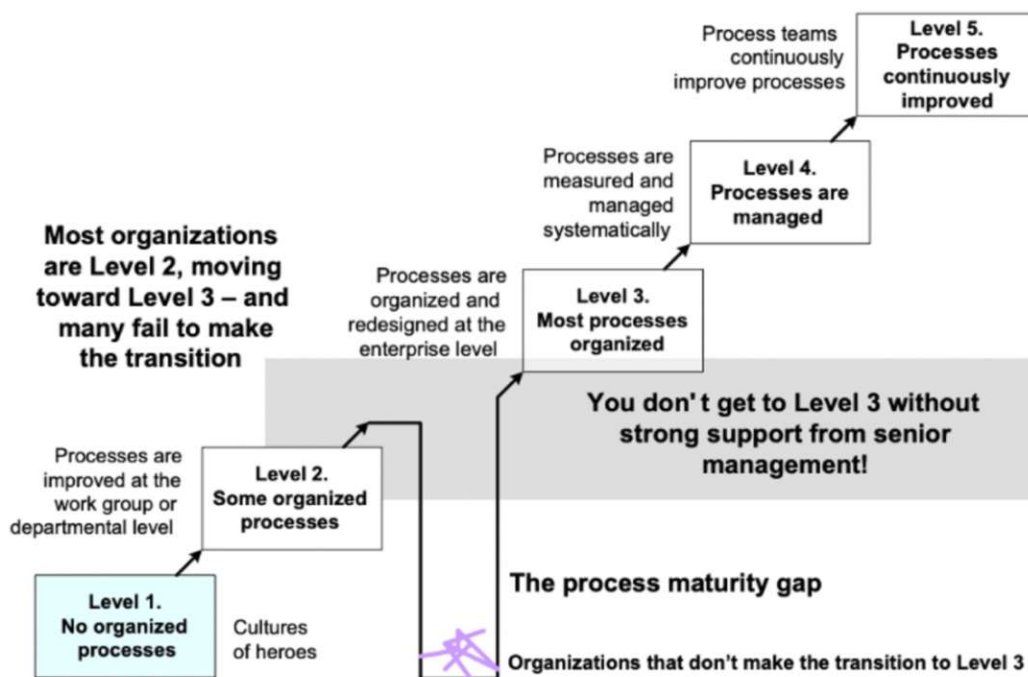 Process teams
continuously
improve processes
Level 5.
Processes
continuously
improved
Processes are
measured and
managed
systematically
Level 4.
Processes are
managed
Most organizations
are Level 2, moving
toward Level 3 – and
many fail to make
the transition
Processes are
organized and
redesigned at the
enterprise level
Level 3.
Most processes
organized
You don't get to Level 3 without
strong support from senior
management!
Processes are
improved at the
work group or
departmental level
Level 2.
Some organized
processes
The process maturity gap
Level 1.
No organized
processes
Cultures
of heroes
Organizations that don't make the transition to Level 3